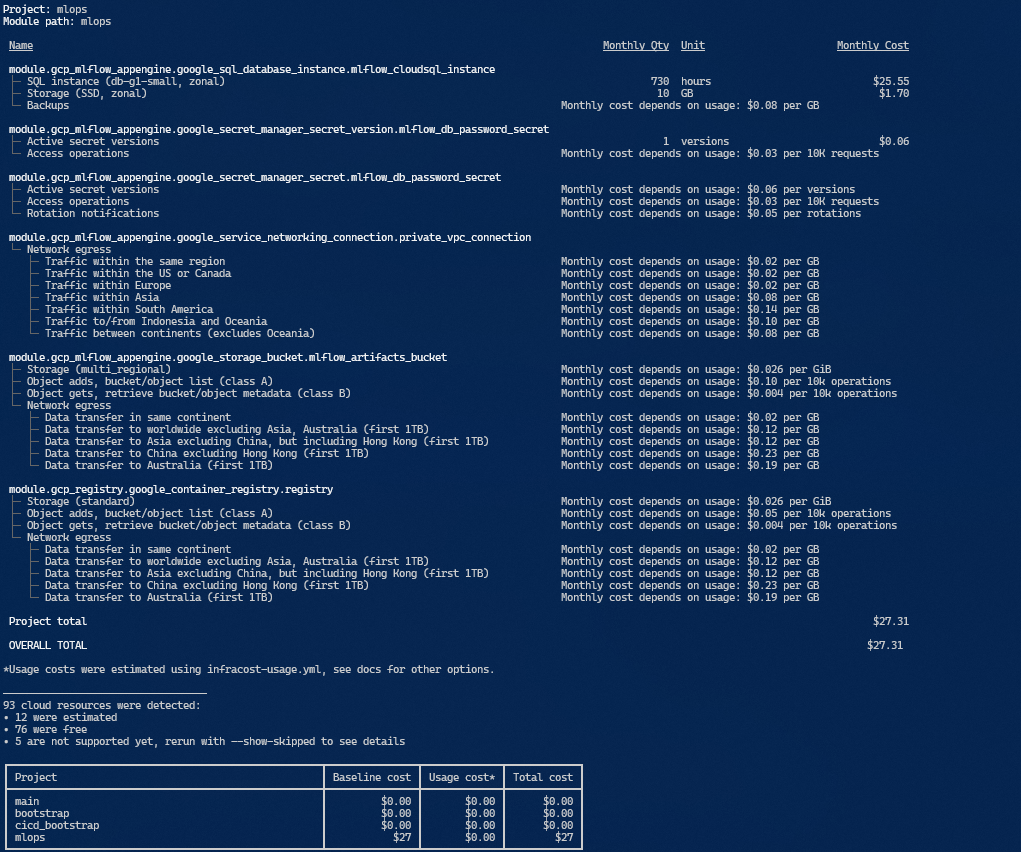 Project: mlops
Module path: mlops
Name Monthly Qty Unit Monthly Cost
module.gcp_mlflow_appengine.google_sql_database_instance.mlflow_cloudsql_instance
├─ SQL instance (db-g1-small, zonal) 730 hours $25.55
├─ Storage (SSD, zonal) 10 GB $1.70
└─ Backups Monthly cost depends on usage: $0.08 per GB
module.gcp_mlflow_appengine.google_secret_manager_secret_version.mlflow_db_password_secret
├─ Active secret versions 1 versions $0.06
└─ Access operations Monthly cost depends on usage: $0.03 per 10K requests
module.gcp_mlflow_appengine.google_secret_manager_secret.mlflow_db_password_secret
├─ Active secret versions Monthly cost depends on usage: $0.06 per versions
├─ Access operations Monthly cost depends on usage: $0.03 per 10K requests
└─ Rotation notifications Monthly cost depends on usage: $0.05 per rotations
module.gcp_mlflow_appengine.google_service_networking_connection.private_vpc_connection
└─ Network egress
├─ Traffic within the same region Monthly cost depends on usage: $0.02 per GB
├─ Traffic within the US or Canada Monthly cost depends on usage: $0.02 per GB
├─ Traffic within Europe Monthly cost depends on usage: $0.02 per GB
├─ Traffic within Asia Monthly cost depends on usage: $0.08 per GB
├─ Traffic within South America Monthly cost depends on usage: $0.14 per GB
├─ Traffic to/from Indonesia and Oceania Monthly cost depends on usage: $0.10 per GB
└─ Traffic between continents (excludes Oceania) Monthly cost depends on usage: $0.08 per GB
module.gcp_mlflow_appengine.google_storage_bucket.mlflow_artifacts_bucket
├─ Storage (multi_regional) Monthly cost depends on usage: $0.026 per GiB
├─ Object adds, bucket/object list (class A) Monthly cost depends on usage: $0.10 per 10k operations
├─ Object gets, retrieve bucket/object metadata (class B) Monthly cost depends on usage: $0.004 per 10k operations
└─ Network egress
├─ Data transfer in same continent Monthly cost depends on usage: $0.02 per GB
├─ Data transfer to worldwide excluding Asia, Australia (first 1TB) Monthly cost depends on usage: $0.12 per GB
├─ Data transfer to Asia excluding China, but including Hong Kong (first 1TB) Monthly cost depends on usage: $0.12 per GB
├─ Data transfer to China excluding Hong Kong (first 1TB) Monthly cost depends on usage: $0.23 per GB
└─ Data transfer to Australia (first 1TB) Monthly cost depends on usage: $0.19 per GB
module.gcp_registry.google_container_registry.registry
├─ Storage (standard) Monthly cost depends on usage: $0.026 per GiB
├─ Object adds, bucket/object list (class A) Monthly cost depends on usage: $0.05 per 10k operations
├─ Object gets, retrieve bucket/object metadata (class B) Monthly cost depends on usage: $0.004 per 10k operations
└─ Network egress
├─ Data transfer in same continent Monthly cost depends on usage: $0.02 per GB
├─ Data transfer to worldwide excluding Asia, Australia (first 1TB) Monthly cost depends on usage: $0.12 per GB
├─ Data transfer to Asia excluding China, but including Hong Kong (first 1TB) Monthly cost depends on usage: $0.12 per GB
├─ Data transfer to China excluding Hong Kong (first 1TB) Monthly cost depends on usage: $0.23 per GB
└─ Data transfer to Australia (first 1TB) Monthly cost depends on usage: $0.19 per GB
Project total $27.31
OVERALL TOTAL $27.31
*Usage costs were estimated using infracost-usage.yml, see docs for other options.
93 cloud resources were detected:
• 12 were estimated
• 76 were free
• 5 are not supported yet, rerun with --show-skipped to see details
Project Baseline cost Usage cost* Total cost
main $0.00 $0.00 $0.00
bootstrap $0.00 $0.00 $0.00
cicd_bootstrap $0.00 $0.00 $0.00
mlops $27 $0.00 $27